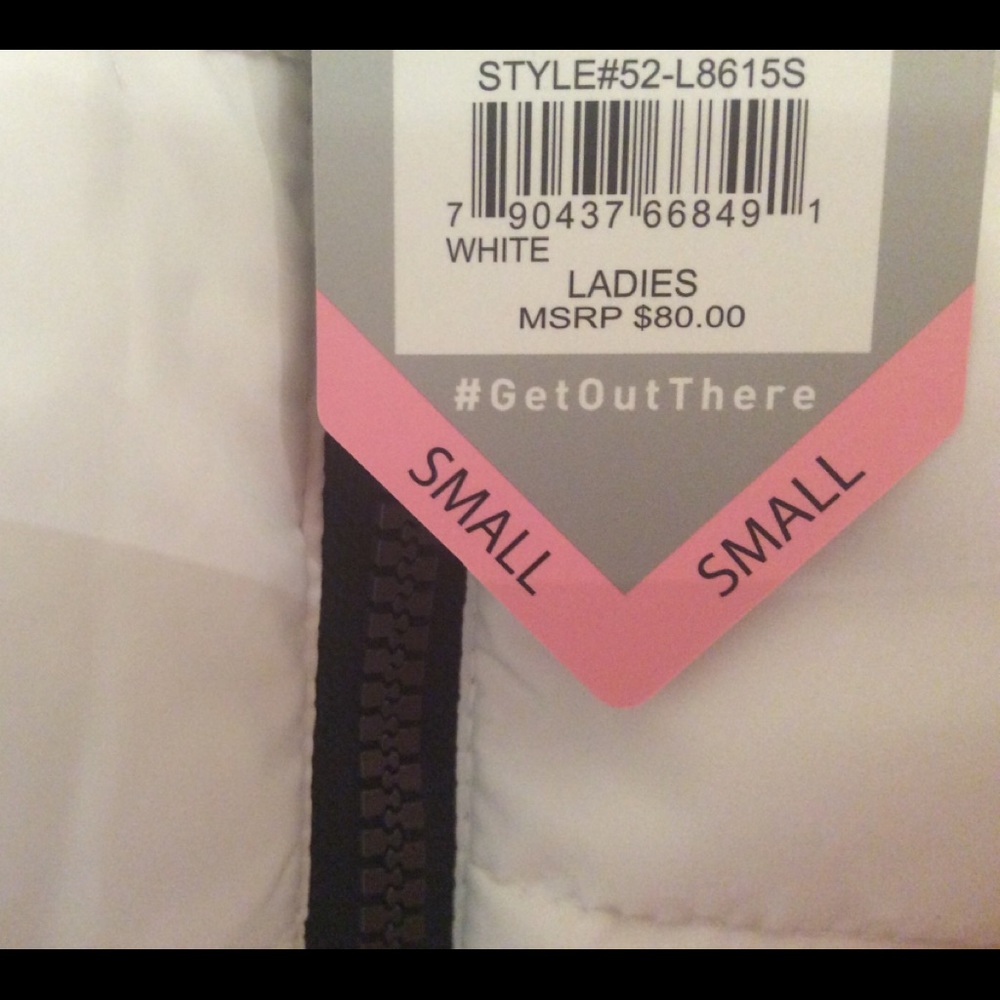 STYLE#52-L8615S
7 90437 66849 1
WHITE
LADIES
MSRP $80.00
#GetOutThere
SMALL
SMALL